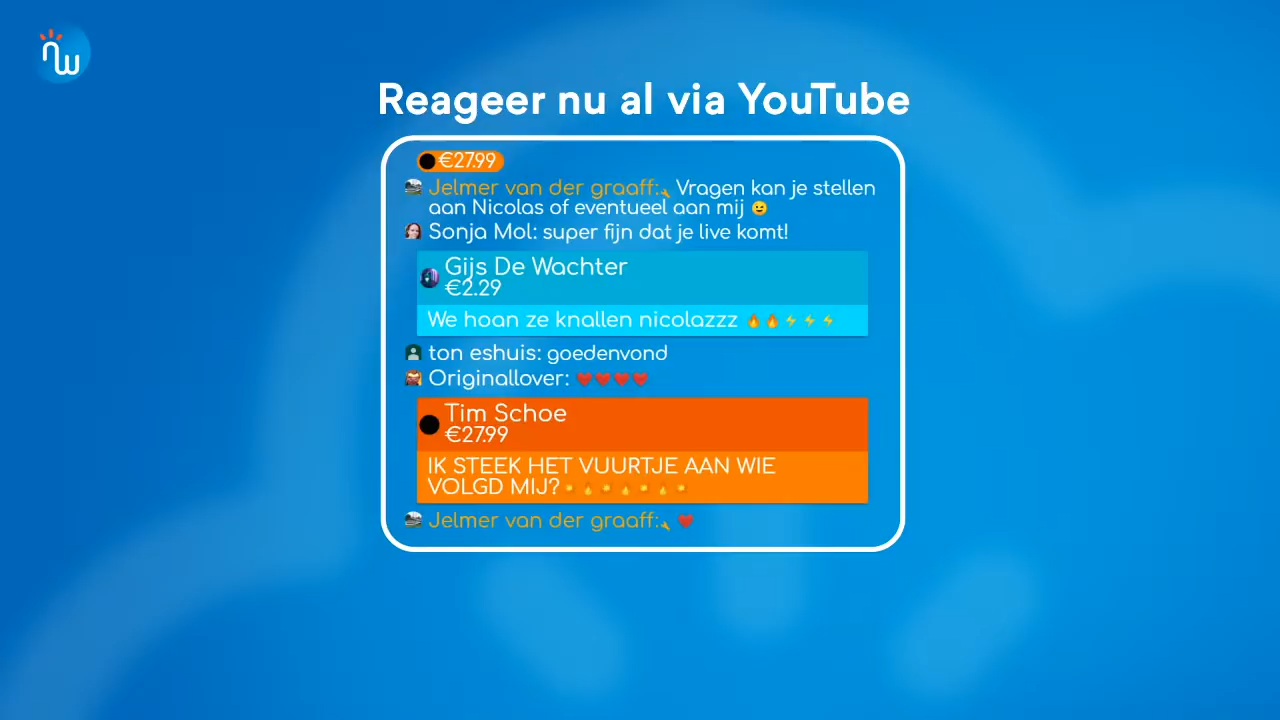 nw
Reageer nu al via YouTube
€27.99
Jelmer van der graaff: Vragen kan je stellen
aan Nicolas of eventueel aan mij 😉
Sonja Mol: super fijn dat je live komt!
Gijs De Wachter
€2.29
We hoan ze knallen nicolazzz 🔥🔥⚡⚡⚡
ton eshuis: goedenvond
Originallover: ❤️❤️❤️❤️
Tim Schoe
€27.99
IK STEEK HET VUURTJE AAN WIE
VOLGD MIJ?💥🔥💥🔥💥🔥💥
Jelmer van der graaff: ❤️